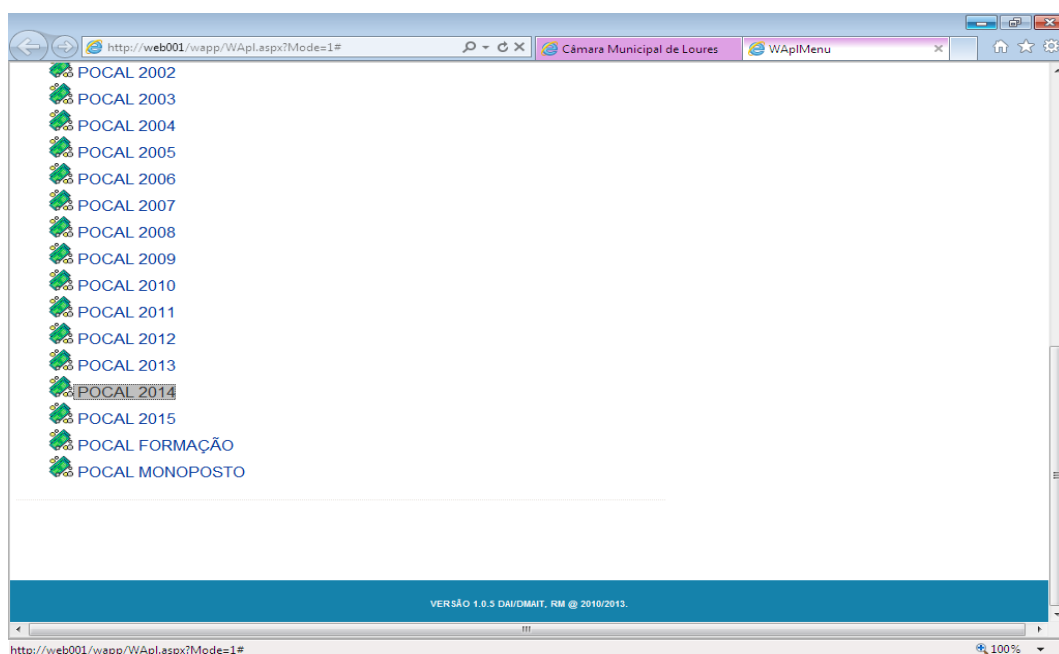 http://web001/wapp/WApl.aspx?Mode=1#
Câmara Municipal de Loures
WAplMenu
POCAL 2002
POCAL 2003
POCAL 2004
POCAL 2005
POCAL 2006
POCAL 2007
POCAL 2008
POCAL 2009
POCAL 2010
POCAL 2011
POCAL 2012
POCAL 2013
POCAL 2014
POCAL 2015
POCAL FORMAÇÃO
POCAL MONOPOSTO
VERSÃO 1.0.5 DAI/DMAIT, RM @ 2010/2013.
http://web001/wapp/WApl.aspx?Mode=1#
100%